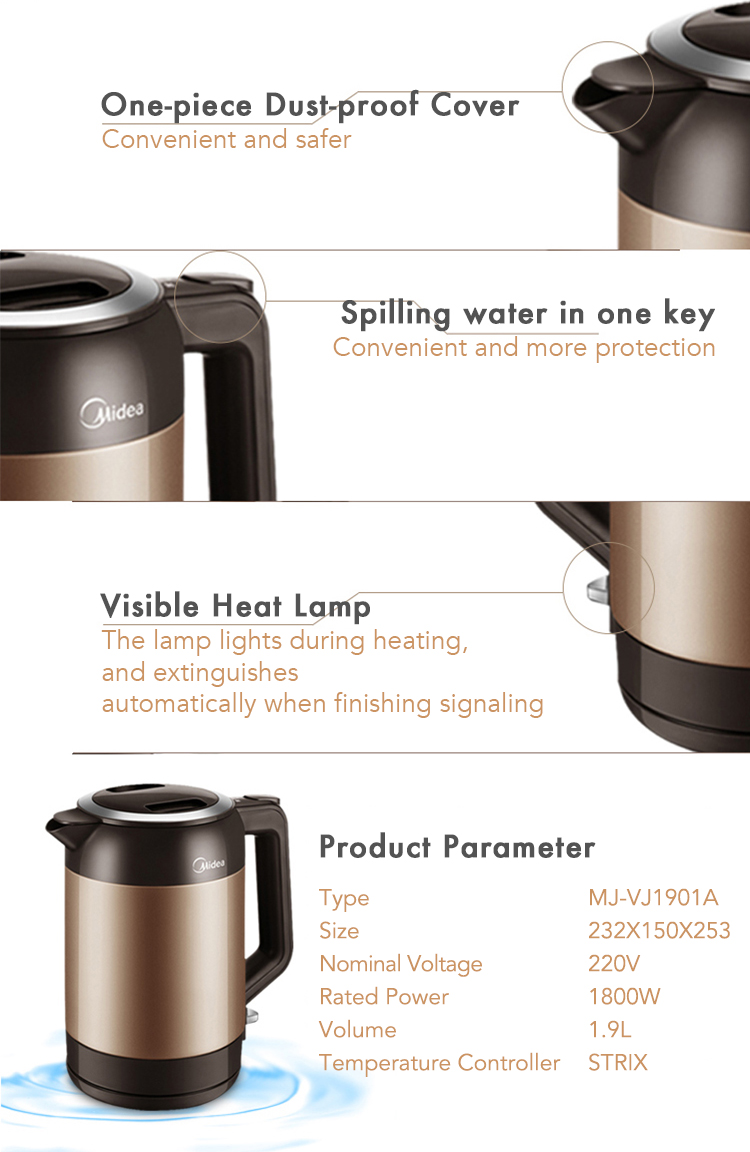 One-piece Dust-proof Cover
Convenient and safer
Spilling water in one key
Convenient and more protection
Midea
Visible Heat Lamp
The lamp lights during heating,
and extinguishes
automatically when finishing signaling
Midea
Product Parameter
Type MJ-VJ1901A
Size 232X150X253
Nominal Voltage 220V
Rated Power 1800W
Volume 1.9L
Temperature Controller STRIX